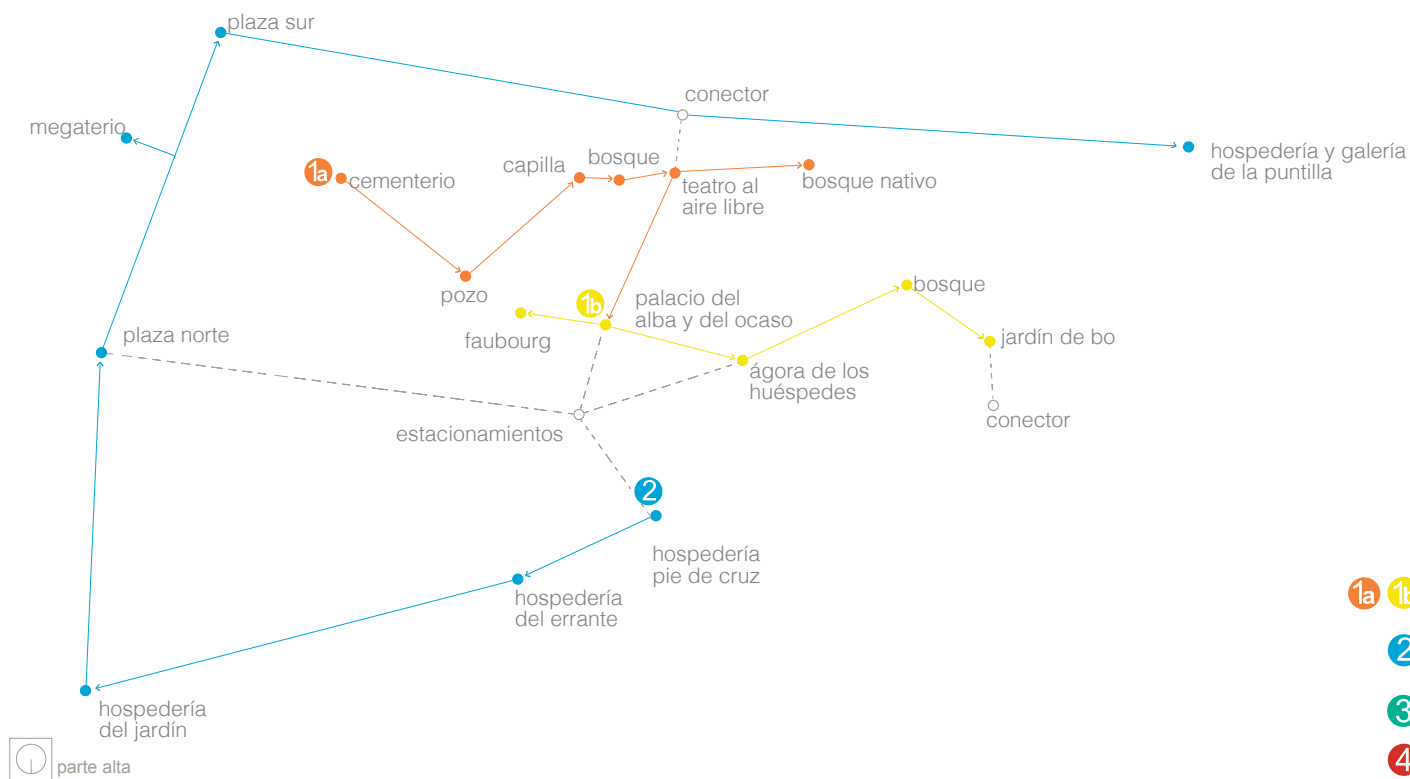 plaza sur
conector
megaterio
hospedería y galería
de la puntilla
capilla
bosque
1a
cementerio
teatro al
aire libre
bosque nativo
pozo
1b
palacio del
alba y del ocaso
bosque
plaza norte
faubourg
jardín de bo
ágora de los
huéspedes
estacionamientos
conector
2
hospedería
pie de cruz
hospedería
del errante
1a 1b
2
hospedería
del jardín
3
4
parte alta